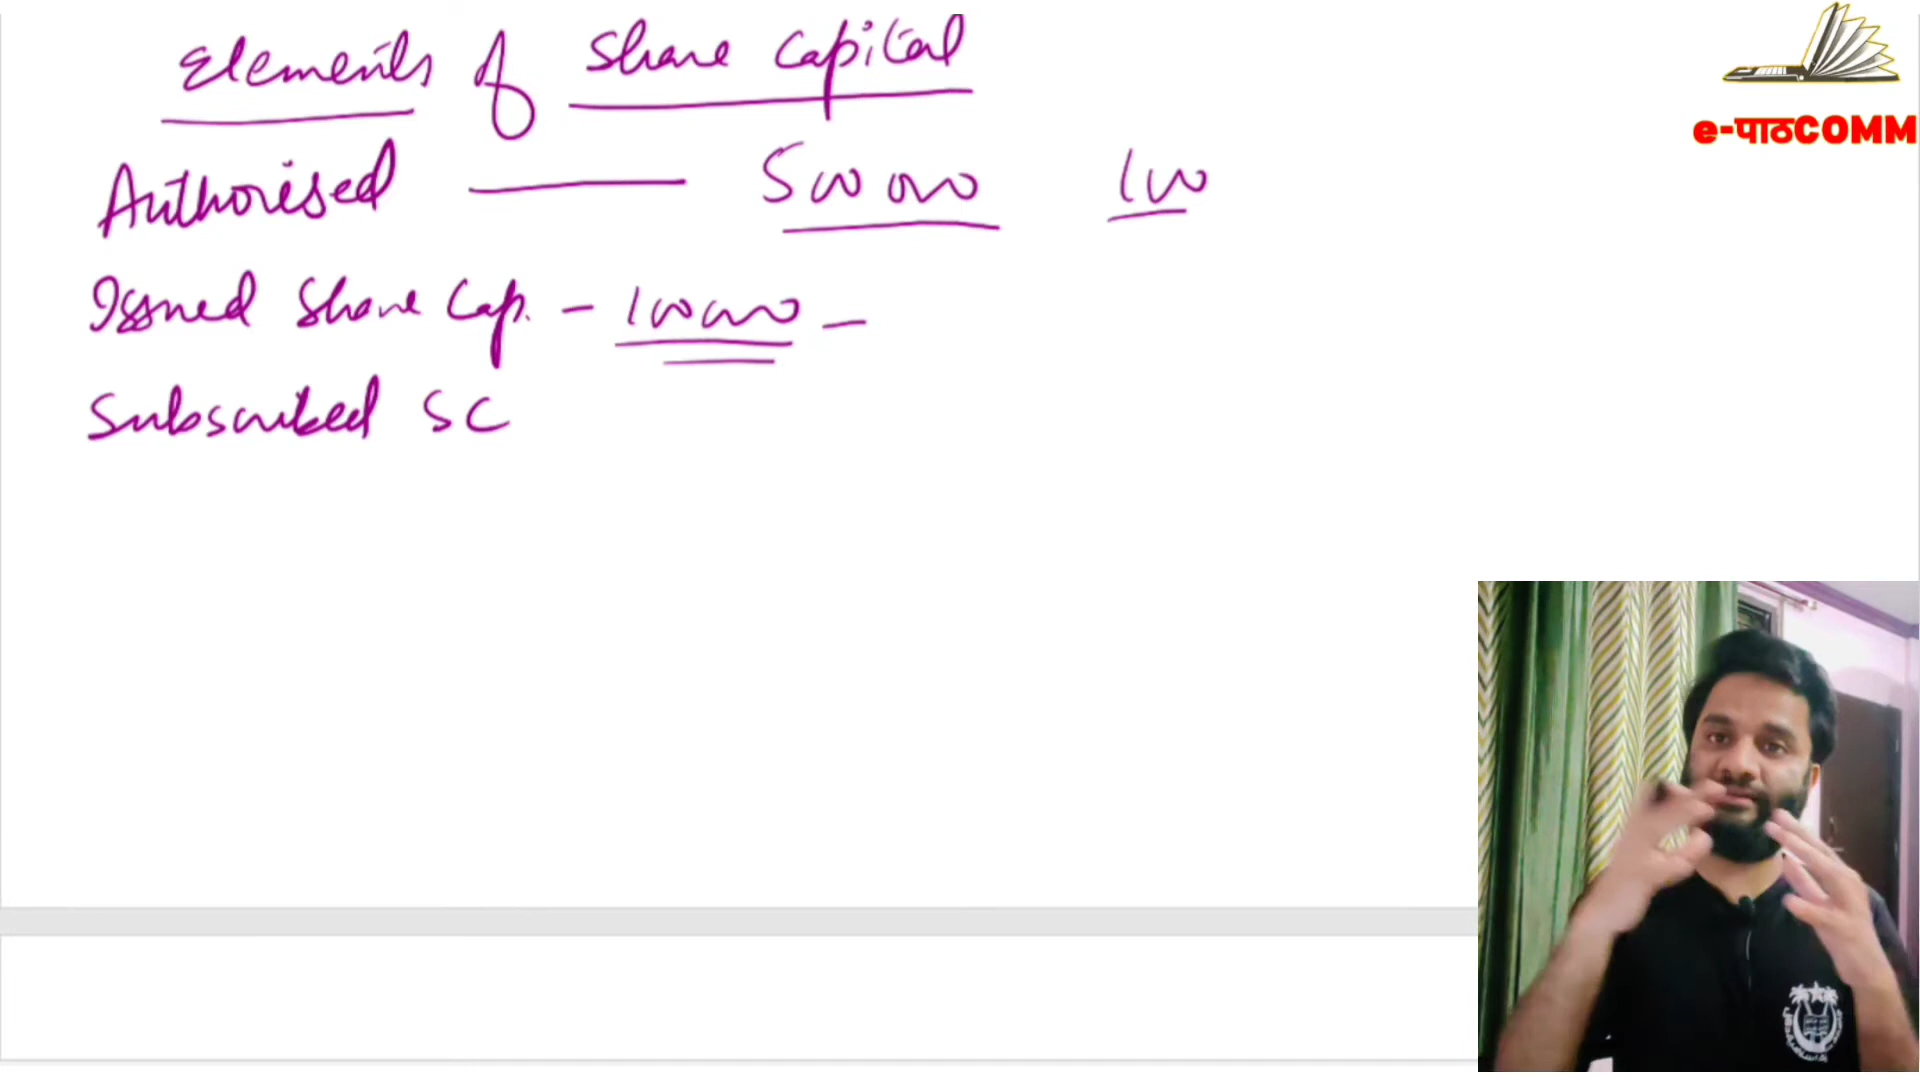 Elements of Share Capital
Authorised — 500000 100
Issued Share Cap. - 100000 -
Subscribed SC
e-पाठCOMM